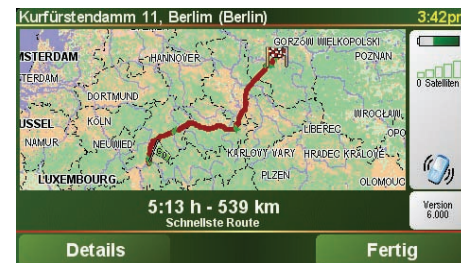 Kurfürstendamm 11, Berlim (Berlin)
3:42pm
GORZÓW WIELKOPOLSKI
MSTERDAM
HANNOVER
POZNAN
TERDAM
0 Satelliten
DORTMUND
WROCŁAW
USSEL
KÖLN
LIBEREC
OPO
NAMUR
NEUWIED
KARLOVY VARY
HRADEC KRÁLOVÉ
LUXEMBOURG
PLZEN
OLOMOUC
5:13 h - 539 km
Schnellste Route
Version
6.000
Details
Fertig